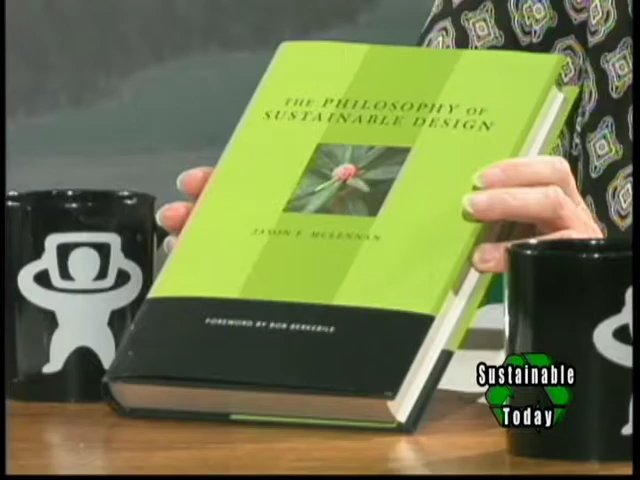 THE PHILOSOPHY OF
SUSTAINABLE DESIGN
JASON F. MCLENNAN
FOREWORD BY BOB BERKEBILE
Sustainable
Today